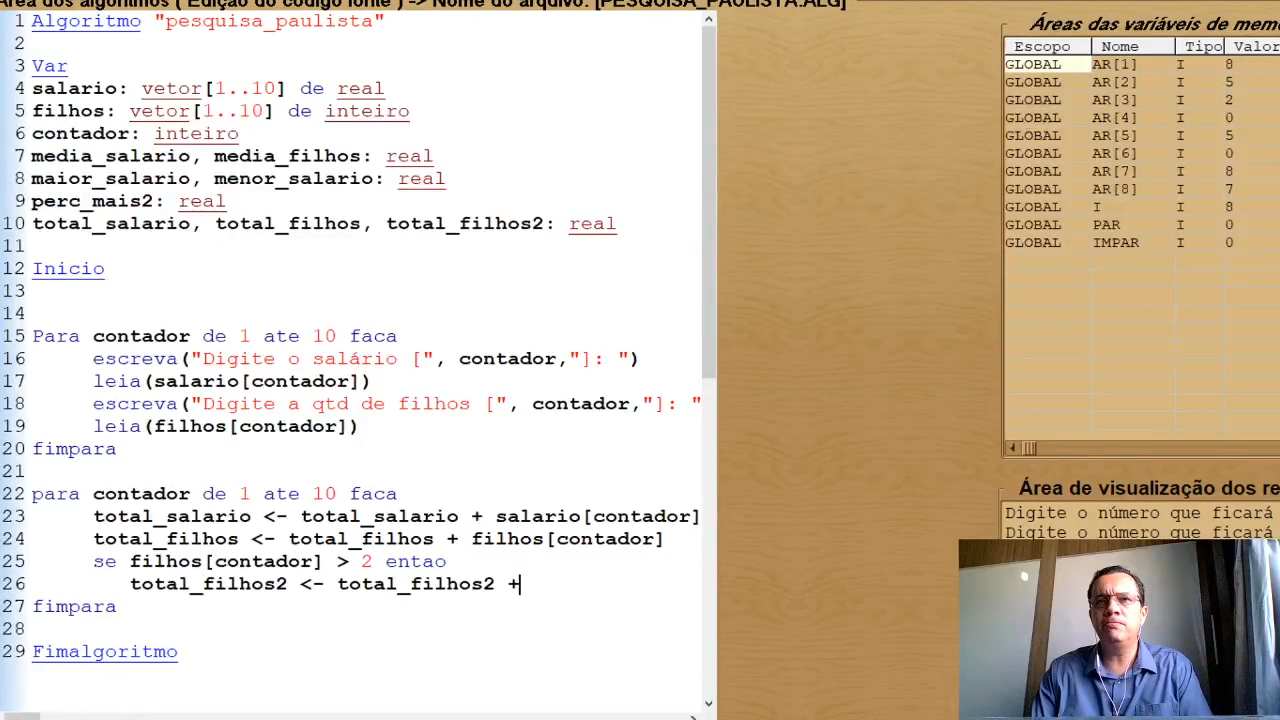 Área dos algoritmos ( Edição do código fonte ) -> Nome do arquivo: [PESQUISA_PAULISTA.ALG]
1 Algoritmo "pesquisa_paulista"
2
3 Var
4 salario: vetor[1..10] de real
5 filhos: vetor[1..10] de inteiro
6 contador: inteiro
7 media_salario, media_filhos: real
8 maior_salario, menor_salario: real
9 perc_mais2: real
10 total_salario, total_filhos, total_filhos2: real
11
12 Inicio
13
14
15 Para contador de 1 ate 10 faca
16 escreva("Digite o salário [", contador,"]: ")
17 leia(salario[contador])
18 escreva("Digite a qtd de filhos [", contador,"]: "
19 leia(filhos[contador])
20 fimpara
21
22 para contador de 1 ate 10 faca
23 total_salario <- total_salario + salario[contador]
24 total_filhos <- total_filhos + filhos[contador]
25 se filhos[contador] > 2 entao
26 total_filhos2 <- total_filhos2 +
27 fimpara
28
29 Fimalgoritmo
Áreas das variáveis de mem
Escopo Nome Tipo Valor
GLOBAL AR[1] I 8
GLOBAL AR[2] I 5
GLOBAL AR[3] I 2
GLOBAL AR[4] I 0
GLOBAL AR[5] I 5
GLOBAL AR[6] I 0
GLOBAL AR[7] I 8
GLOBAL AR[8] I 7
GLOBAL I I 8
GLOBAL PAR I 0
GLOBAL IMPAR I 0
Área de visualização dos re
Digite o número que ficará
Digite o número que ficará